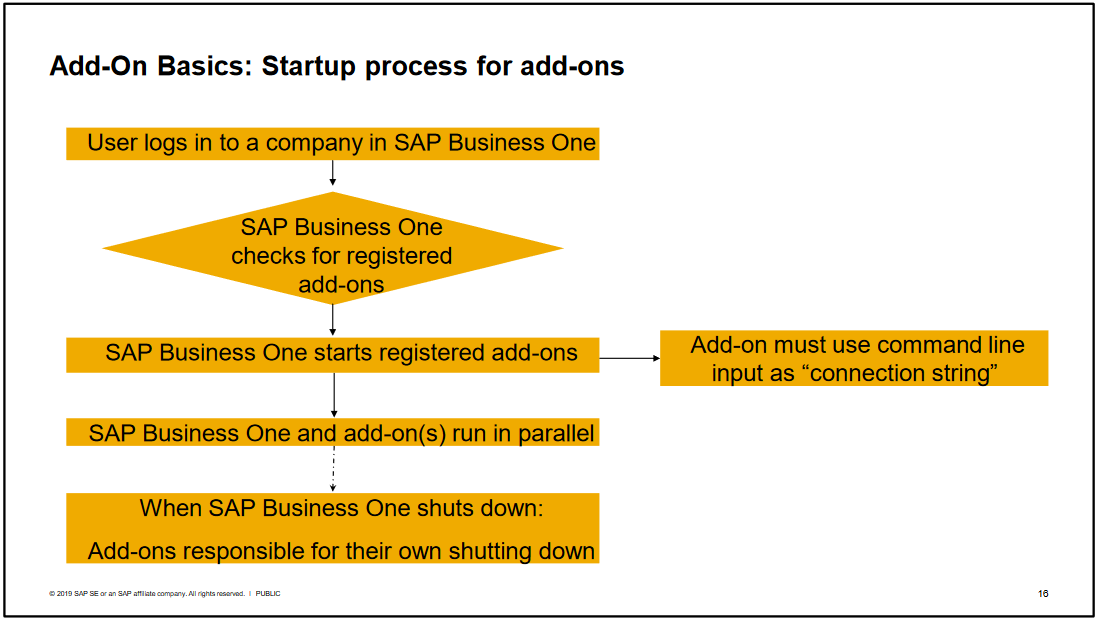 Add-On Basics: Startup process for add-ons
User logs in to a company in SAP Business One
SAP Business One
checks for registered
add-ons
SAP Business One starts registered add-ons
Add-on must use command line
input as “connection string”
SAP Business One and add-on(s) run in parallel
When SAP Business One shuts down:
Add-ons responsible for their own shutting down
© 2019 SAP SE or an SAP affiliate company. All rights reserved. I PUBLIC
16